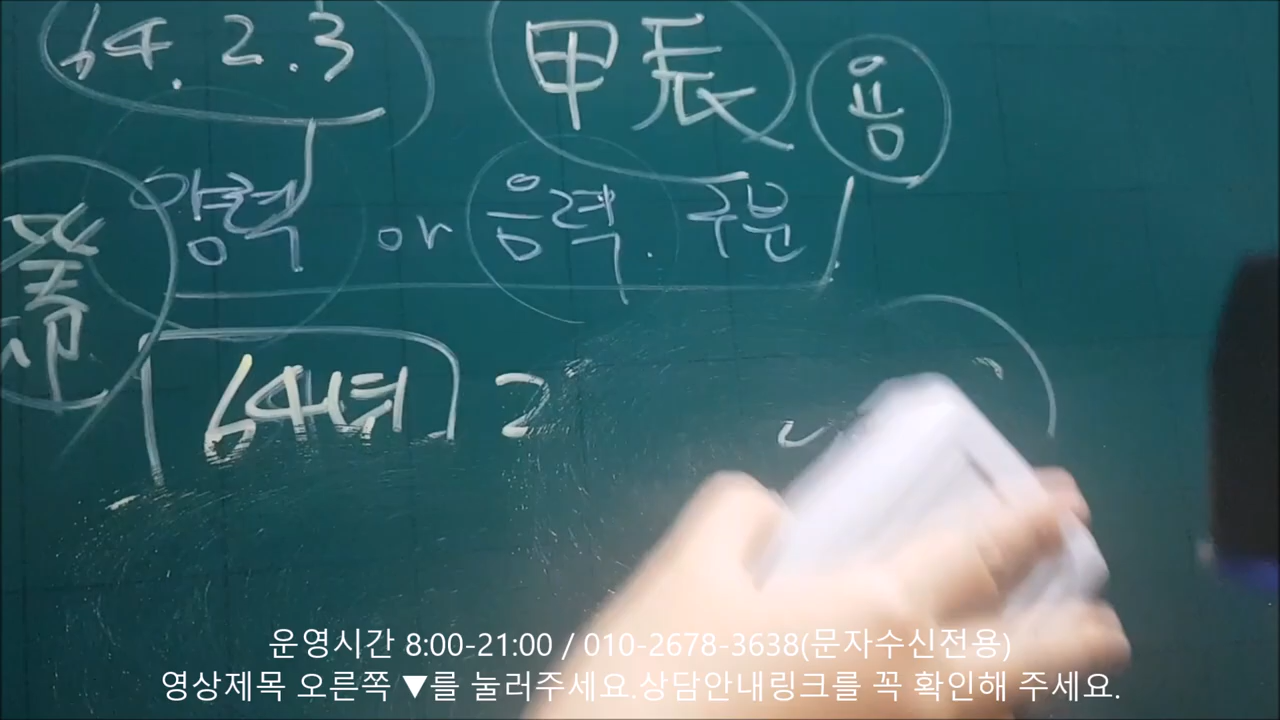 64.2.3 甲辰 용
양력 or 음력. 구분
64년 2
운영시간 8:00-21:00 / 010-2678-3638(문자수신전용)
영상제목 오른쪽 ▼를 눌러주세요.상담안내링크를 꼭 확인해 주세요.